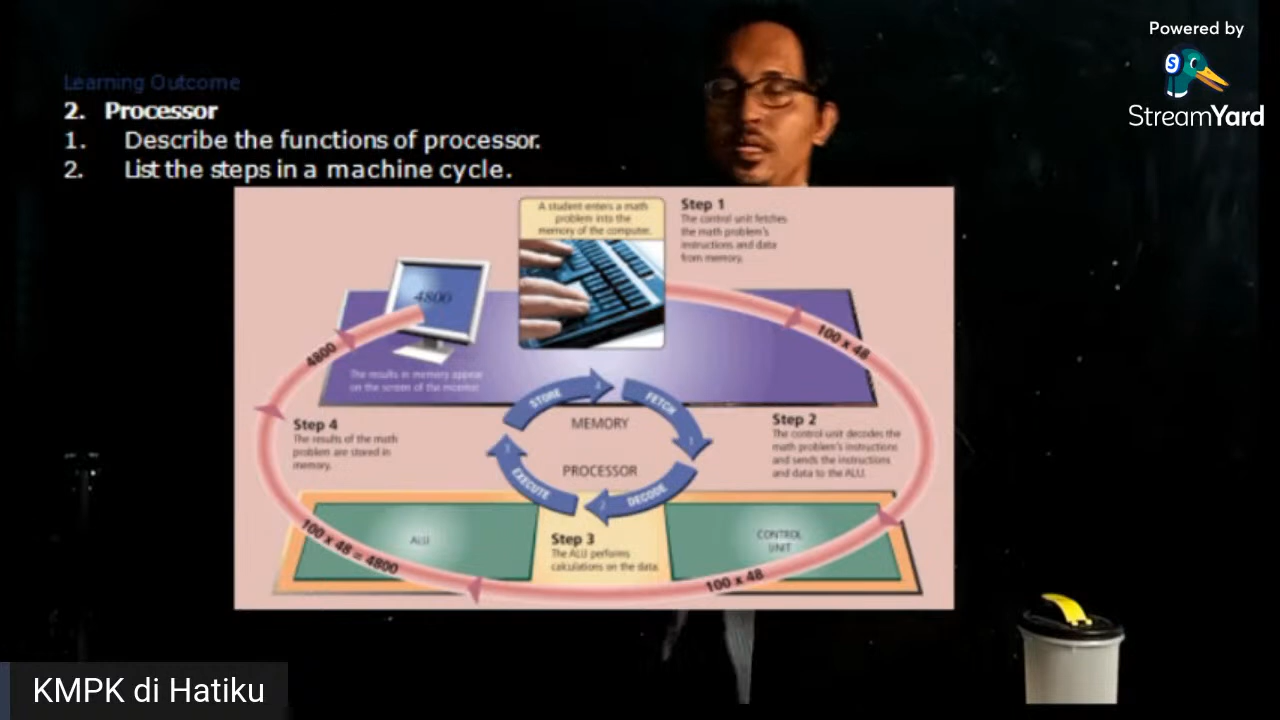 Powered by
StreamYard
Learning Outcome
2. Processor
1. Describe the functions of processor.
2. List the steps in a machine cycle.
A student enters a math
problem into the
memory of the computer.
Step 1
The control unit fetches
the math problem's
instructions and data
from memory.
4800
100 x 48
4800
The results in memory appear
on the screen of the monitor.
STORE
4
FETCH
1
MEMORY
Step 4
The results of the math
problem are stored in
memory.
Step 2
The control unit decodes the
math problem's instructions
and sends the instructions
and data to the ALU.
PROCESSOR
3
EXECUTE
2
DECODE
ALU
Step 3
The ALU performs
calculations on the data.
CONTROL
UNIT
100 x 48 = 4800
100 x 48
KMPK di Hatiku